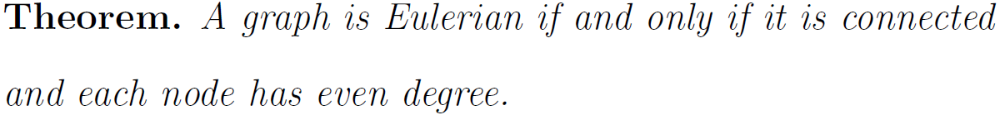 Theorem. A graph is Eulerian if and only if it is connected
and each node has even degree.